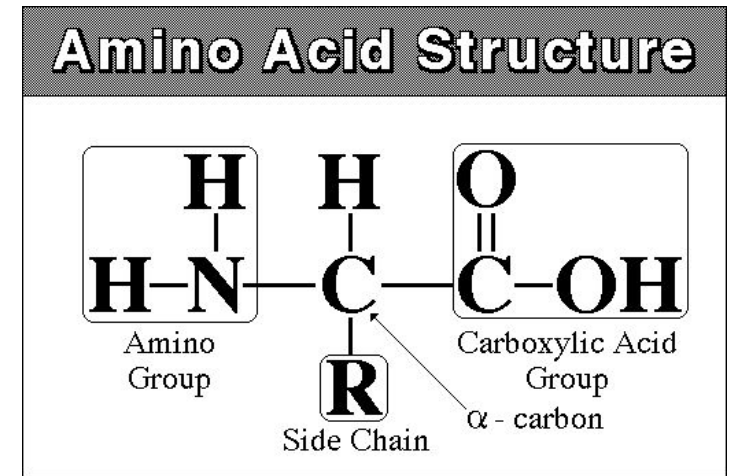 Amino Acid Structure
H H O
H–N–C–C–OH
Amino
Group
R
Side Chain
Carboxylic Acid
Group
α - carbon